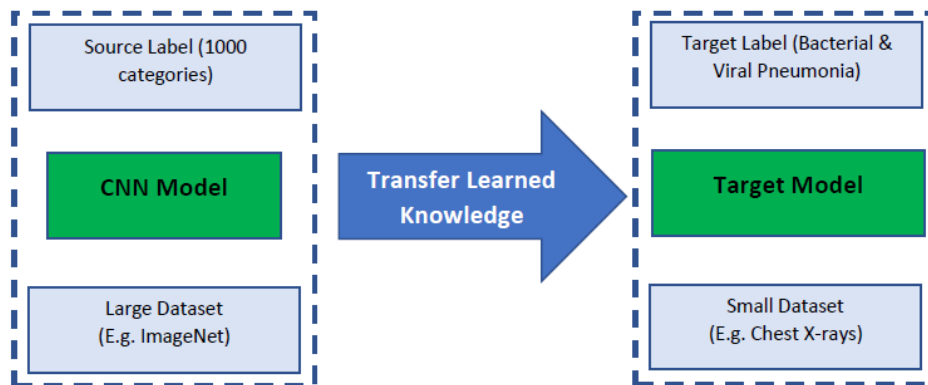 Source Label (1000
categories)
CNN Model
Large Dataset
(E.g. ImageNet)
Transfer Learned
Knowledge
Target Label (Bacterial &
Viral Pneumonia)
Target Model
Small Dataset
(E.g. Chest X-rays)